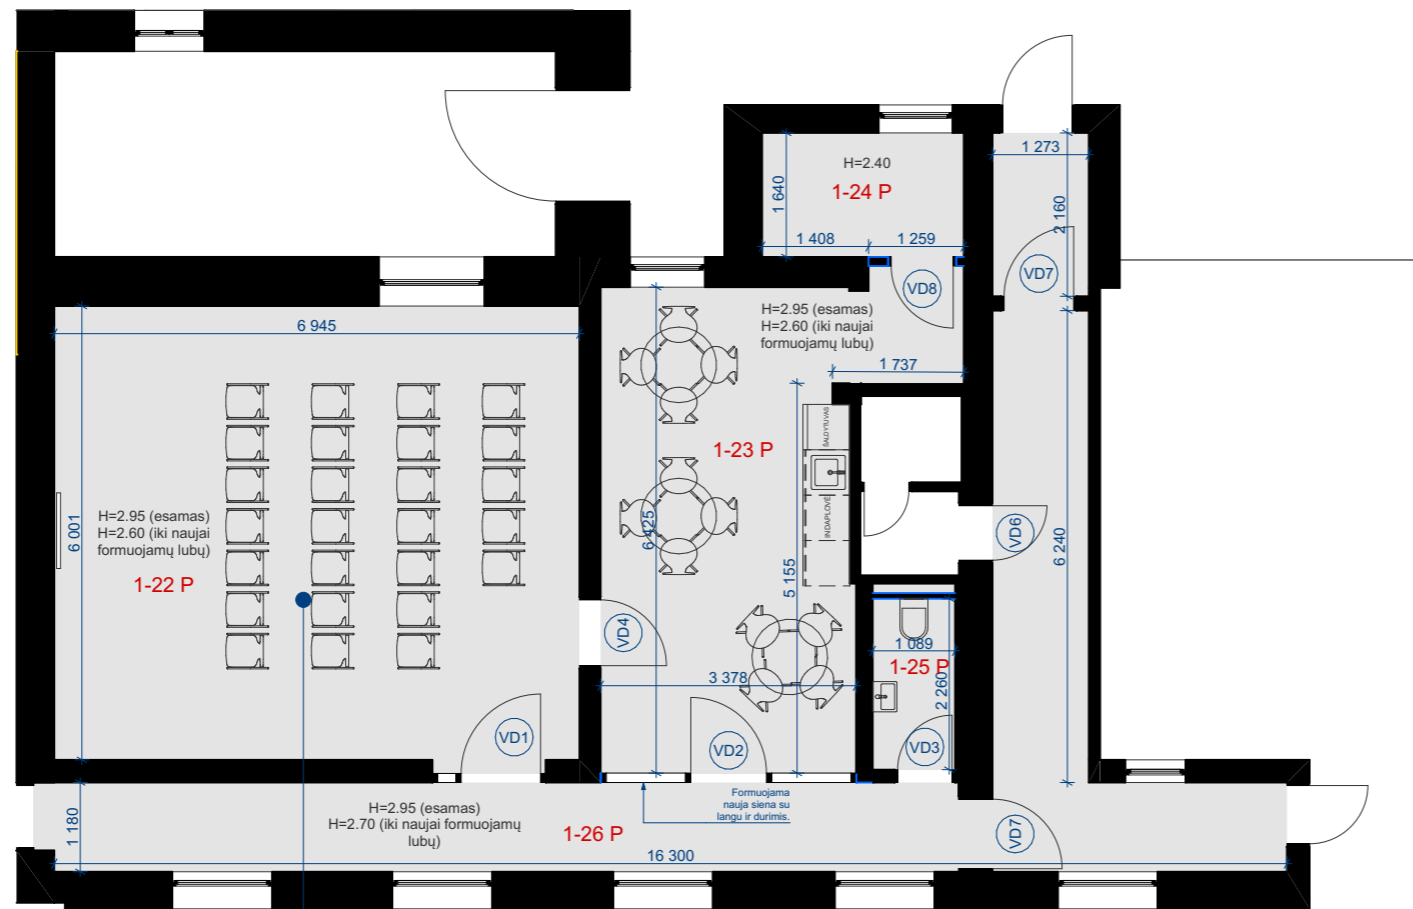 H=2.40
1-24 P
1 640
1 408
1 259
1 273
2 160
VD7
VD8
H=2.95 (esamas)
H=2.60 (iki naujai
formuojamų lubų)
1 737
6 945
6 001
H=2.95 (esamas)
H=2.60 (iki naujai
formuojamų lubų)
1-22 P
1-23 P
ŠALDYTUVAS
INDAPLOVĖ
6 425
5 155
VD6
6 240
VD4
3 378
1 089
1-25 P
2 260
VD1
VD2
VD3
Formuojama
nauja siena su
langu ir durimis.
H=2.95 (esamas)
H=2.70 (iki naujai formuojamų
lubų)
1-26 P
1 180
16 300
VD7